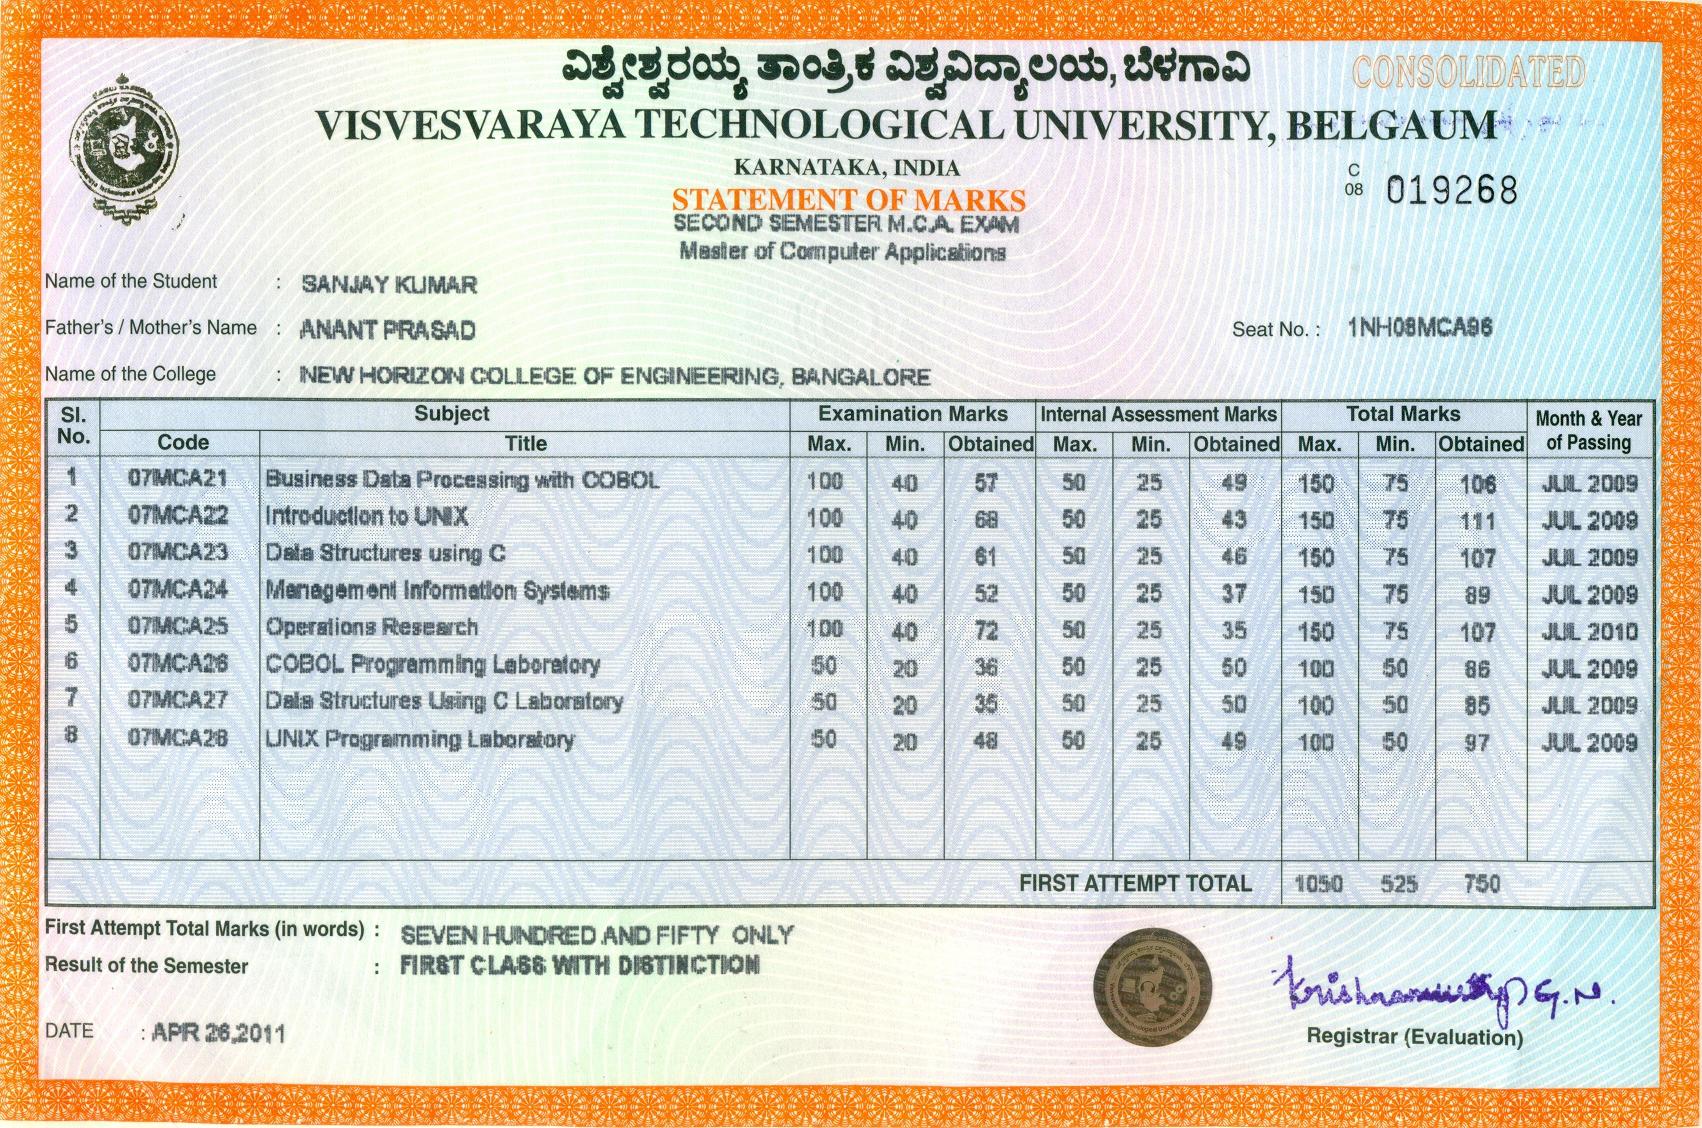 ವಿಶ್ವೇಶ್ವರಯ್ಯ ತಾಂತ್ರಿಕ ವಿಶ್ವವಿದ್ಯಾಲಯ, ಬೆಳಗಾವಿ
CONSOLIDATED
VISVESVARAYA TECHNOLOGICAL UNIVERSITY, BELGAUM
KARNATAKA, INDIA
C 08 019268
STATEMENT OF MARKS
SECOND SEMESTER M.C.A. EXAM
Master of Computer Applications
Name of the Student : SANJAY KUMAR
Father's / Mother's Name : ANANT PRASAD Seat No. : 1NH08MCA96
Name of the College : NEW HORIZON COLLEGE OF ENGINEERING, BANGALORE
Sl. No. Subject Examination Marks Internal Assessment Marks Total Marks Month & Year of Passing
Code Title Max. Min. Obtained Max. Min. Obtained Max. Min. Obtained
1 07MCA21 Business Data Processing with COBOL 100 40 57 50 25 49 150 75 106 JUL 2009
2 07MCA22 Introduction to UNIX 100 40 68 50 25 43 150 75 111 JUL 2009
3 07MCA23 Data Structures using C 100 40 61 50 25 46 150 75 107 JUL 2009
4 07MCA24 Management Information Systems 100 40 52 50 25 37 150 75 89 JUL 2009
5 07MCA25 Operations Research 100 40 72 50 25 35 150 75 107 JUL 2010
6 07MCA26 COBOL Programming Laboratory 50 20 36 50 25 50 100 50 86 JUL 2009
7 07MCA27 Data Structures Using C Laboratory 50 20 35 50 25 50 100 50 85 JUL 2009
8 07MCA28 UNIX Programming Laboratory 50 20 48 50 25 49 100 50 97 JUL 2009
FIRST ATTEMPT TOTAL 1050 525 750
First Attempt Total Marks (in words) : SEVEN HUNDRED AND FIFTY ONLY
Result of the Semester : FIRST CLASS WITH DISTINCTION
DATE : APR 26,2011
Krishnamurthy G.N.
Registrar (Evaluation)